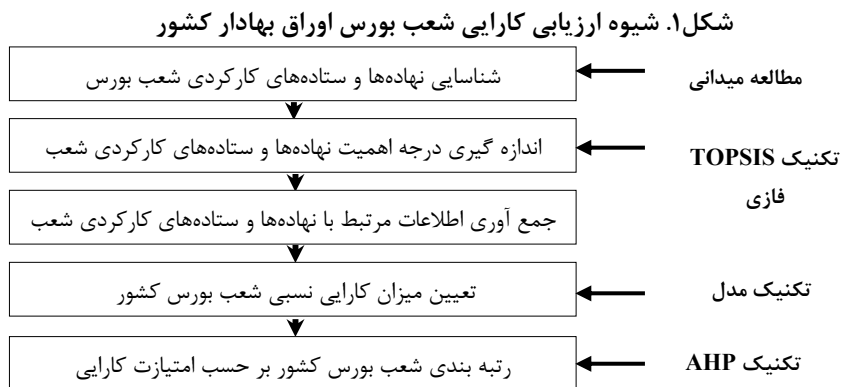 شکل۱. شیوه ارزیابی کارایی شعب بورس اوراق بهادار کشور
شناسایی نهاده‌ها و ستاده‌های کارکردی شعب بورس
مطالعه میدانی
اندازه گیری درجه اهمیت نهاده‌ها و ستاده‌های کارکردی شعب
تکنیک TOPSIS
فازی
جمع آوری اطلاعات مرتبط با نهاده‌ها و ستاده‌های کارکردی شعب
تعیین میزان کارایی نسبی شعب بورس کشور
تکنیک مدل
رتبه بندی شعب بورس کشور بر حسب امتیازت کارایی
تکنیک AHP